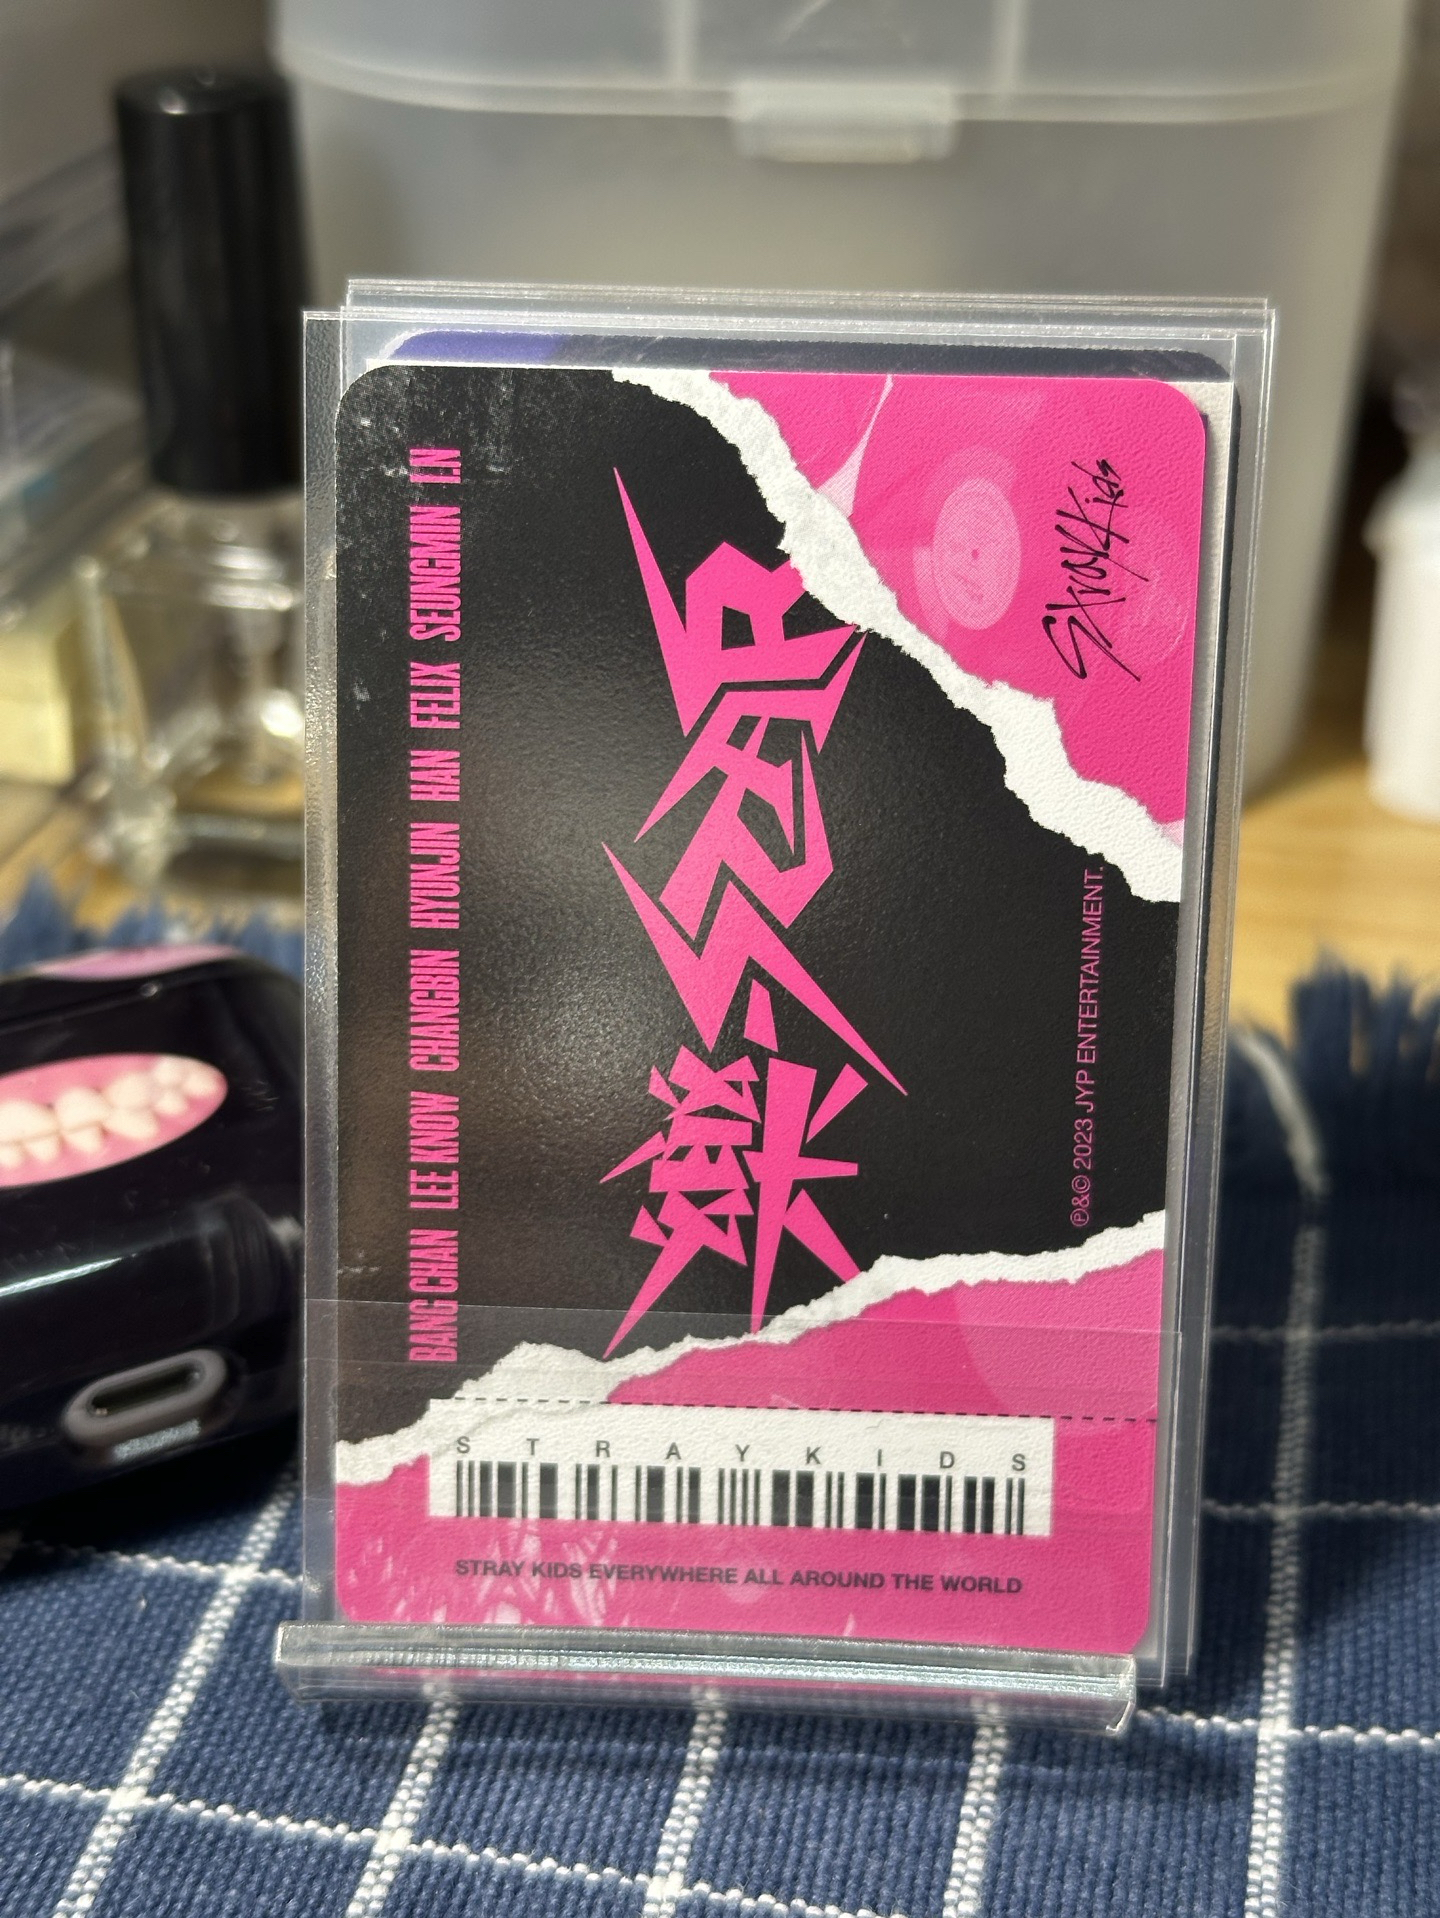 BANG CHAN LEE KNOW CHANGBIN HYUNJIN HAN FELIX SEUNGMIN I.N
樂-STAR
Stray Kids
℗&© 2023 JYP ENTERTAINMENT.
STRAYKIDS
STRAY KIDS EVERYWHERE ALL AROUND THE WORLD